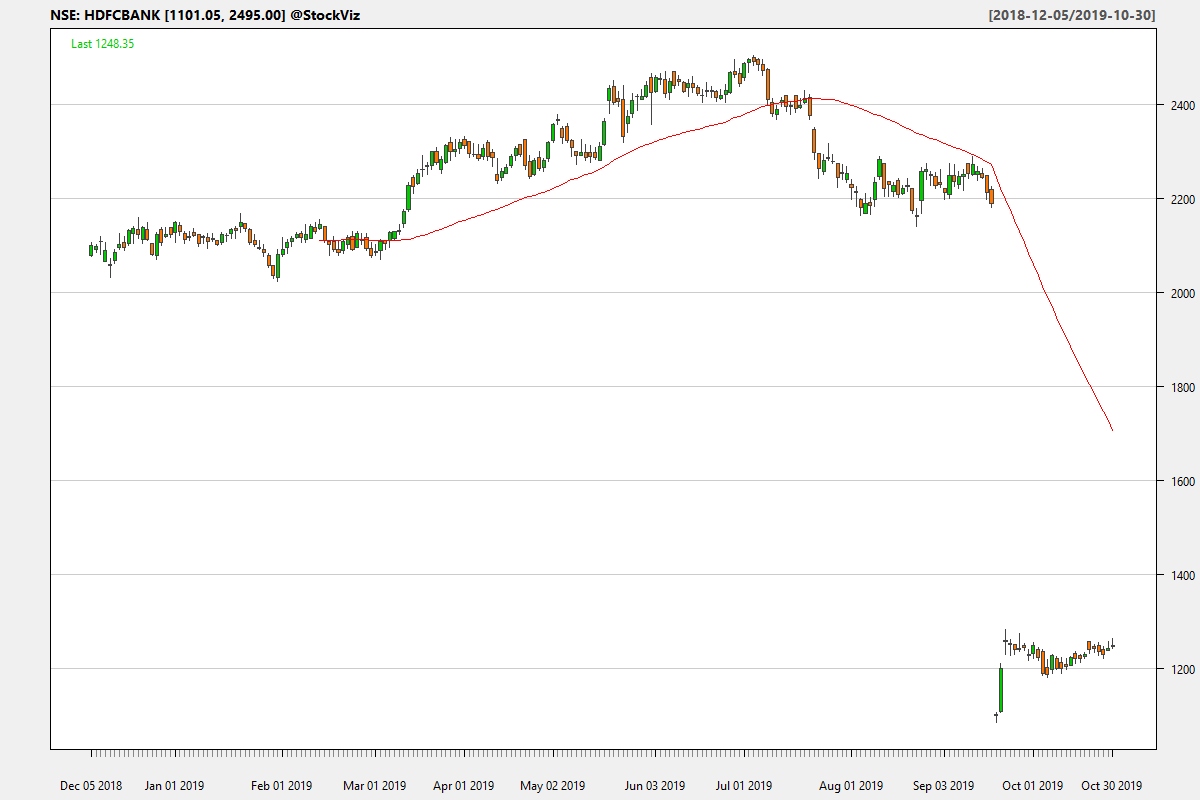 NSE: HDFCBANK [1101.05, 2495.00] @StockViz
[2018-12-05/2019-10-30]
Last 1248.35
2400
2200
2000
1800
1600
1400
1200
Dec 05 2018 Jan 01 2019 Feb 01 2019 Mar 01 2019 Apr 01 2019 May 02 2019 Jun 03 2019 Jul 01 2019 Aug 01 2019 Sep 03 2019 Oct 01 2019 Oct 30 2019